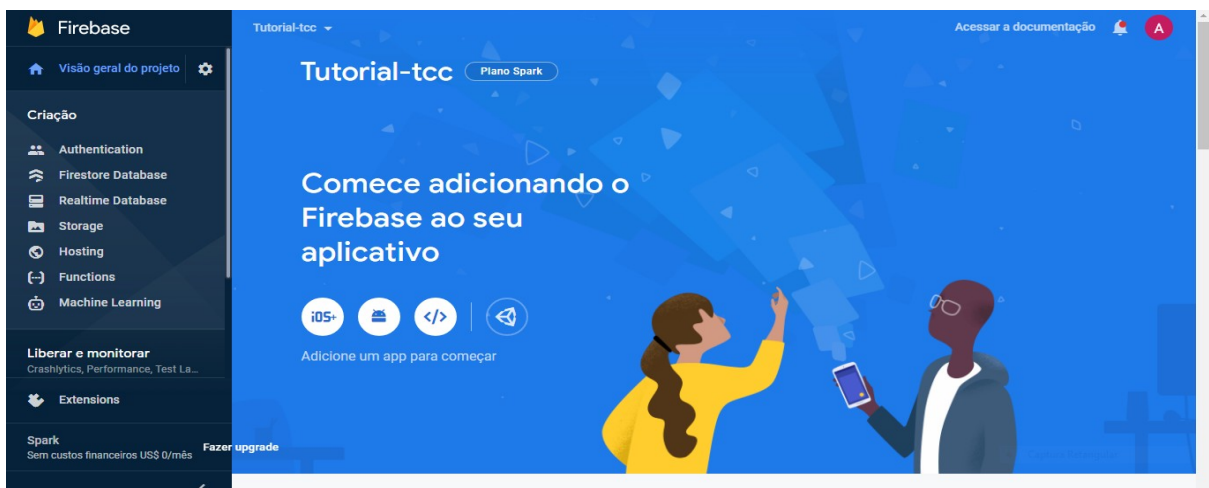 Firebase
Visão geral do projeto
Criação
Authentication
Firestore Database
Realtime Database
Storage
Hosting
Functions
Machine Learning
Liberar e monitorar
Crashlytics, Performance, Test La...
Extensions
Spark
Sem custos financeiros US$ 0/mês
Fazer upgrade
Tutorial-tcc
Acessar a documentação
A
Tutorial-tcc
Plano Spark
Comece adicionando o
Firebase ao seu
aplicativo
iOS+
</>
Adicione um app para começar